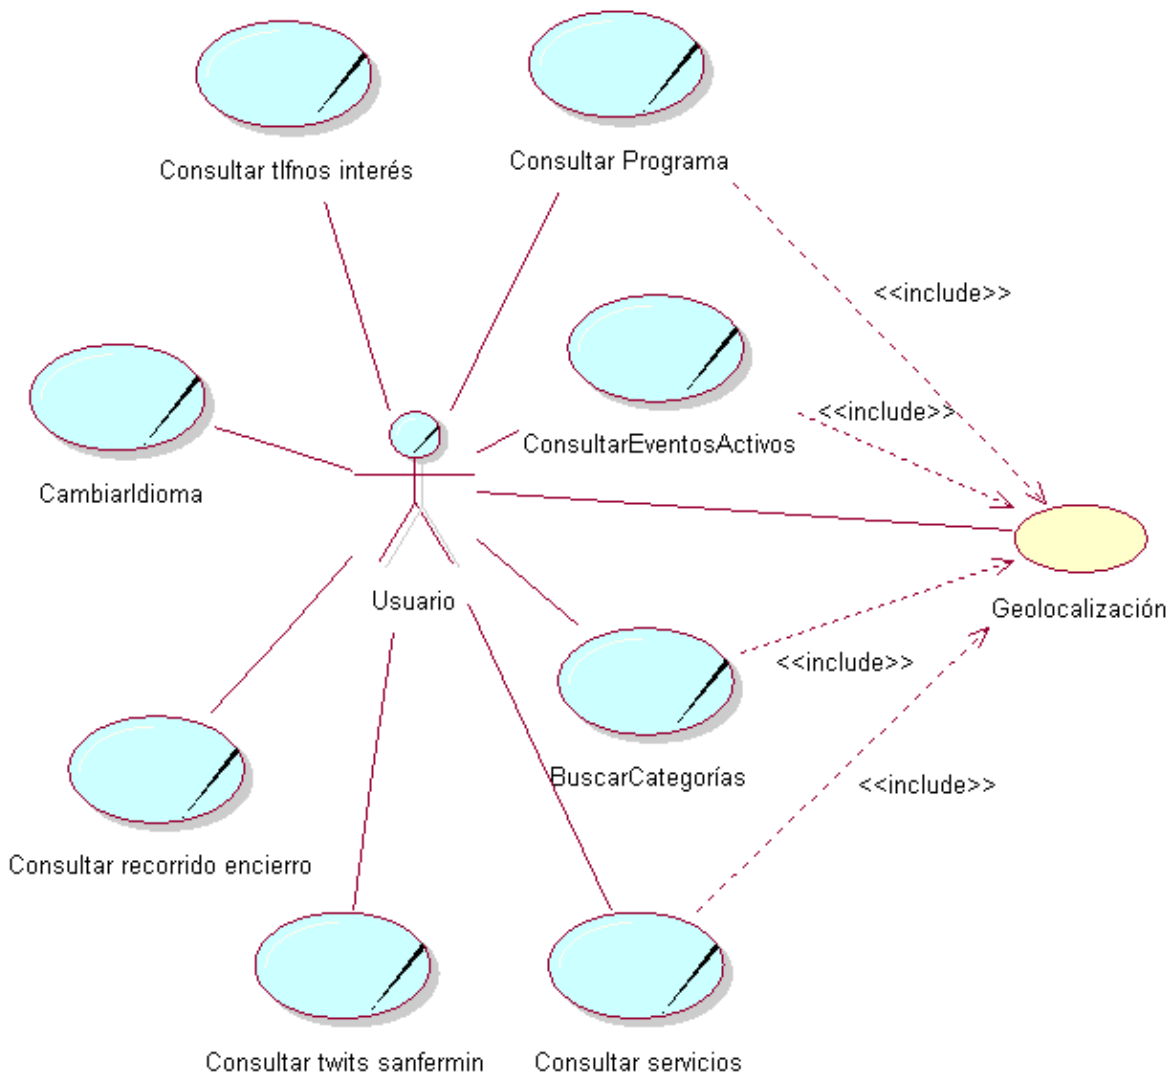 Consultar tlfnos interés
Consultar Programa
<<include>>
<<include>>
ConsultarEventosActivos
CambiarIdioma
Usuario
Geolocalización
<<include>>
BuscarCategorías
<<include>>
Consultar recorrido encierro
Consultar twits sanfermin
Consultar servicios